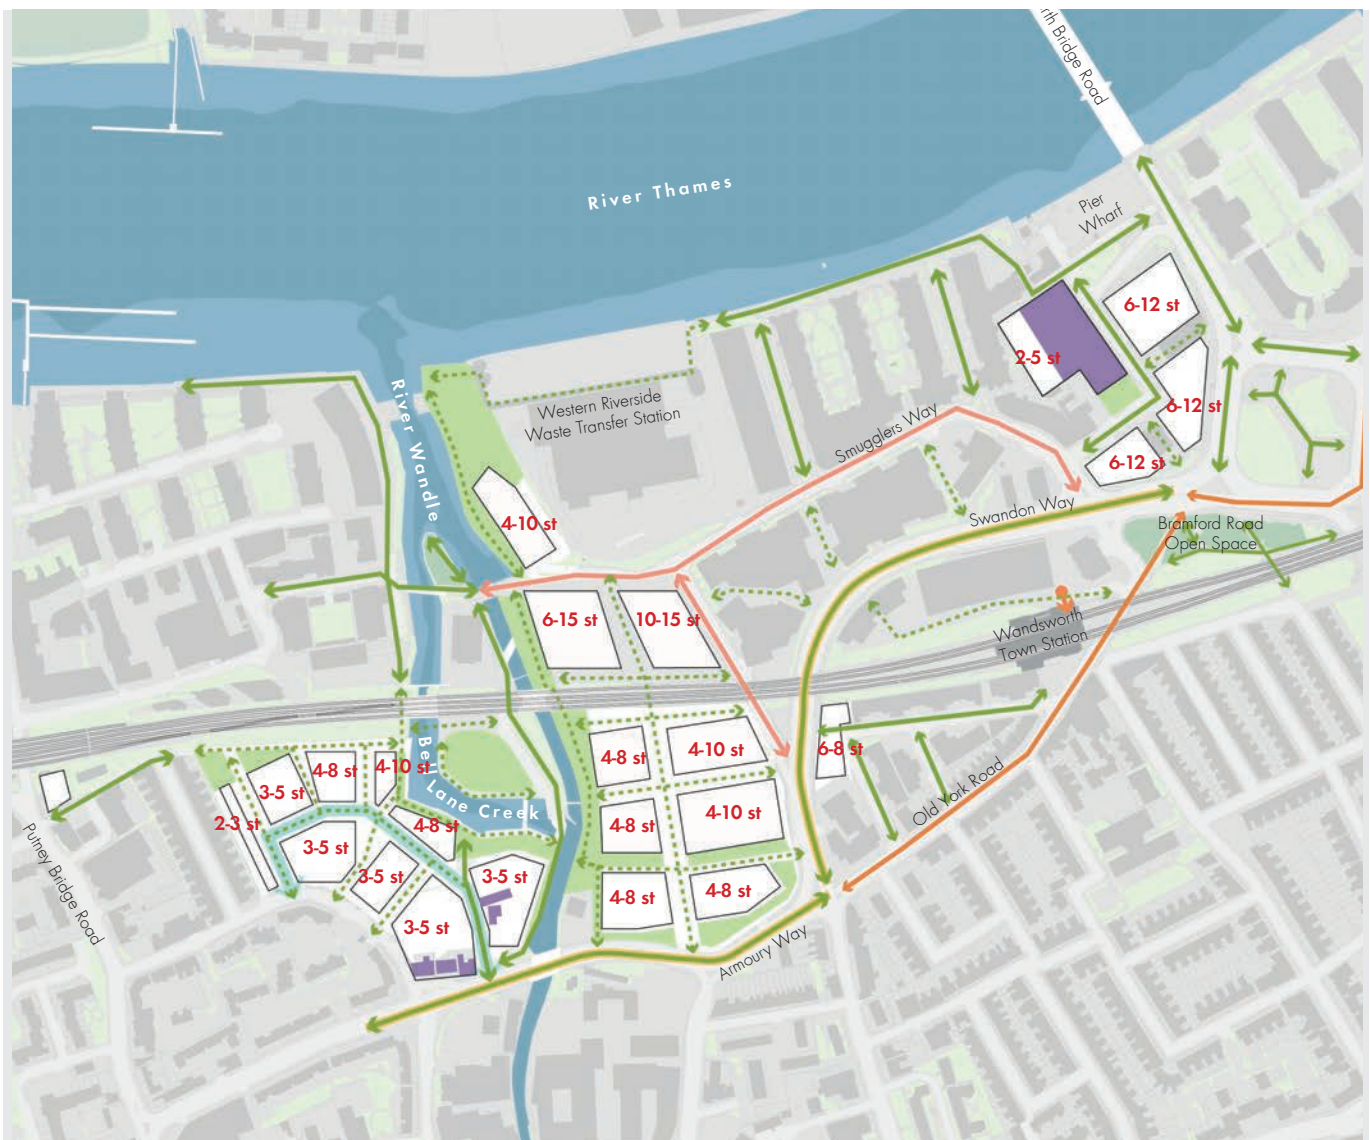 rth Bridge Road
River Thames
Pier
Wharf
6-12 st
2-5 st
6-12 st
6-12 st
Western Riverside
Waste Transfer Station
River Wandle
Smugglers Way
Swandon Way
Bramford Road
Open Space
4-10 st
6-15 st
10-15 st
Wandsworth
Town Station
4-8 st
4-10 st
6-8 st
4-8 st
4-10 st
3-5 st
Bell Lane Creek
2-3 st
4-8 st
4-8 st
4-10 st
Old York Road
3-5 st
3-5 st
3-5 st
4-8 st
4-8 st
3-5 st
Putney Bridge Road
Armoury Way